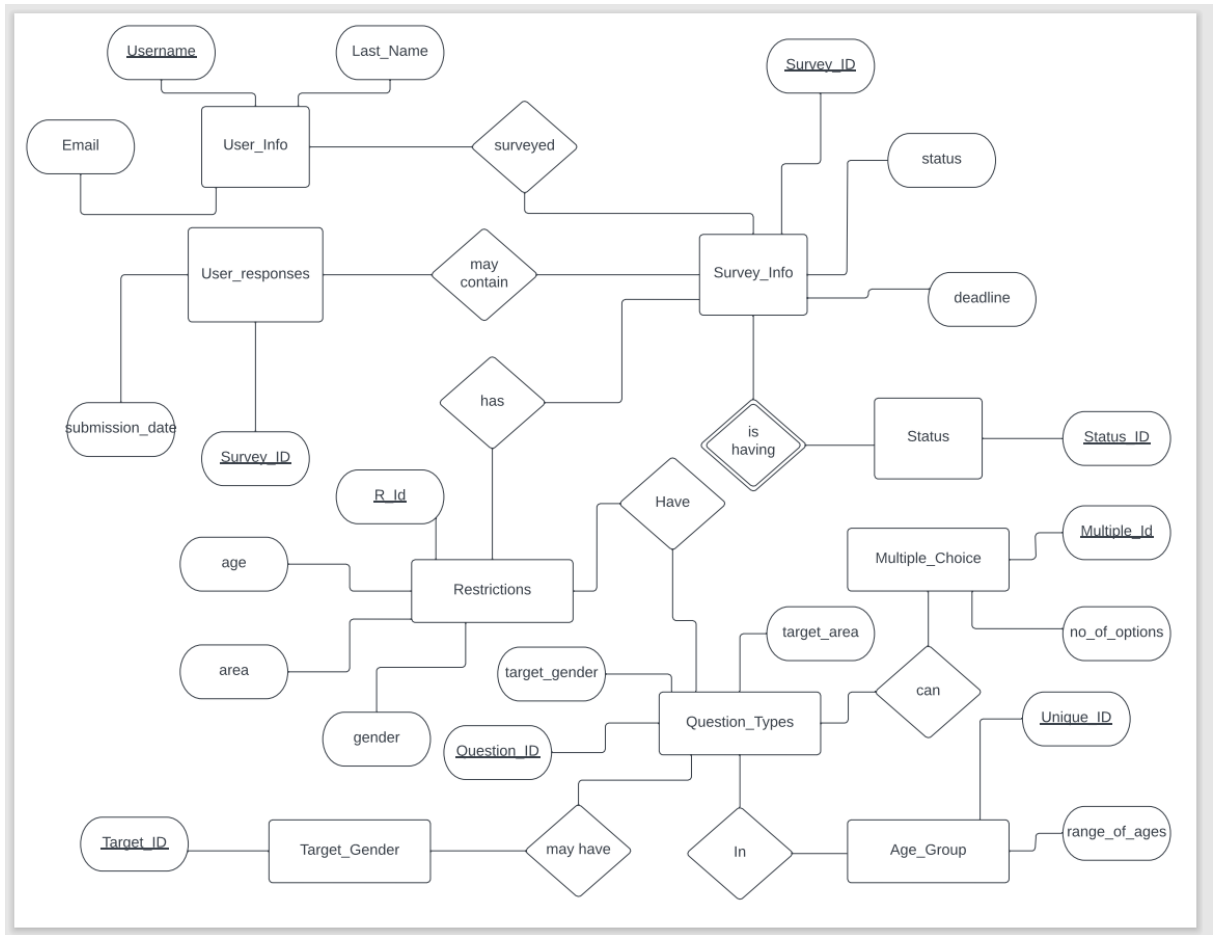 Username
Last_Name
Survey_ID
Email
User_Info
surveyed
status
User_responses
may
contain
Survey_Info
deadline
has
submission_date
Survey_ID
is
having
Status
Status_ID
R_Id
Have
Multiple_Choice
Multiple_Id
age
Restrictions
no_of_options
target_area
area
target_gender
can
gender
Question_ID
Question_Types
Unique_ID
Target_ID
Target_Gender
may have
In
Age_Group
range_of_ages